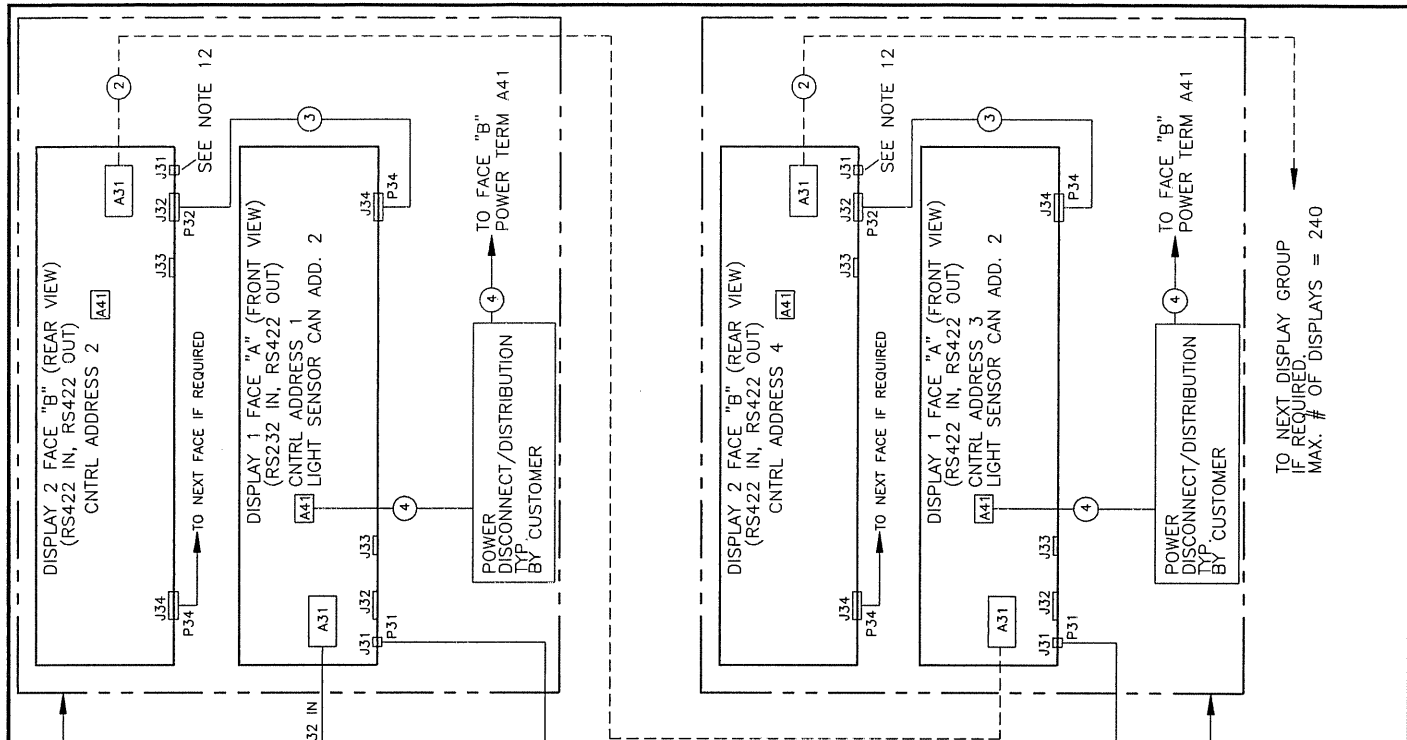 2
SEE NOTE 12
A31
J31
J32
P32
J33
3
DISPLAY 2 FACE "B" (REAR VIEW)
(RS422 IN, RS422 OUT)
CNTRL ADDRESS 2
A41
TO NEXT FACE IF REQUIRED
J34
P34
DISPLAY 1 FACE "A" (FRONT VIEW)
(RS232 IN, RS422 OUT)
CNTRL ADDRESS 1
LIGHT SENSOR CAN ADD. 2
A41
J34
P34
J33
J32
J31
P31
A31
4
TO FACE "B"
POWER TERM A41
4
POWER
DISCONNECT/DISTRIBUTION
TYP.
BY CUSTOMER
32 IN
2
SEE NOTE 12
A31
J31
J32
P32
J33
3
DISPLAY 2 FACE "B" (REAR VIEW)
(RS422 IN, RS422 OUT)
CNTRL ADDRESS 4
A41
TO NEXT FACE IF REQUIRED
J34
P34
DISPLAY 1 FACE "A" (FRONT VIEW)
(RS422 IN, RS422 OUT)
CNTRL ADDRESS 3
LIGHT SENSOR CAN ADD. 2
A41
J34
P34
J33
J32
J31
P31
A31
4
TO FACE "B"
POWER TERM A41
4
POWER
DISCONNECT/DISTRIBUTION
TYP.
BY CUSTOMER
TO NEXT DISPLAY GROUP
IF REQUIRED.
MAX. # OF DISPLAYS = 240